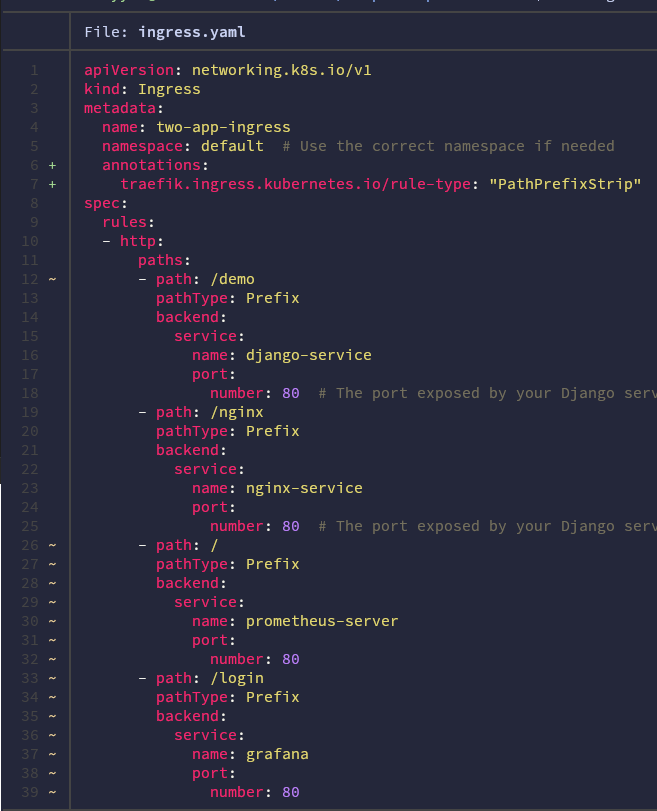 File: ingress.yaml
1 apiVersion: networking.k8s.io/v1
2 kind: Ingress
3 metadata:
4   name: two-app-ingress
5   namespace: default  # Use the correct namespace if needed
6 +   annotations:
7 +     traefik.ingress.kubernetes.io/rule-type: "PathPrefixStrip"
8 spec:
9   rules:
10   - http:
11       paths:
12 ~       - path: /demo
13         pathType: Prefix
14         backend:
15           service:
16             name: django-service
17             port:
18               number: 80  # The port exposed by your Django serv
19       - path: /nginx
20         pathType: Prefix
21         backend:
22           service:
23             name: nginx-service
24             port:
25               number: 80  # The port exposed by your Django serv
26 ~       - path: /
27 ~         pathType: Prefix
28 ~         backend:
29 ~           service:
30 ~             name: prometheus-server
31 ~             port:
32 ~               number: 80
33 ~       - path: /login
34 ~         pathType: Prefix
35 ~         backend:
36 ~           service:
37 ~             name: grafana
38 ~             port:
39 ~               number: 80